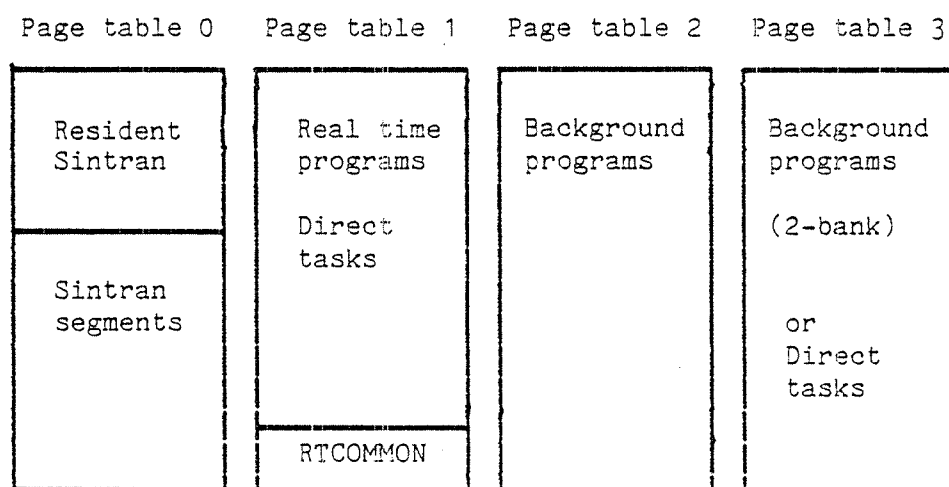 Page table 0
Page table 1
Page table 2
Page table 3
Resident
Sintran
Sintran
segments
Real time
programs
Direct
tasks
RTCOMMON
Background
programs
Background
programs
(2-bank)
or
Direct
tasks